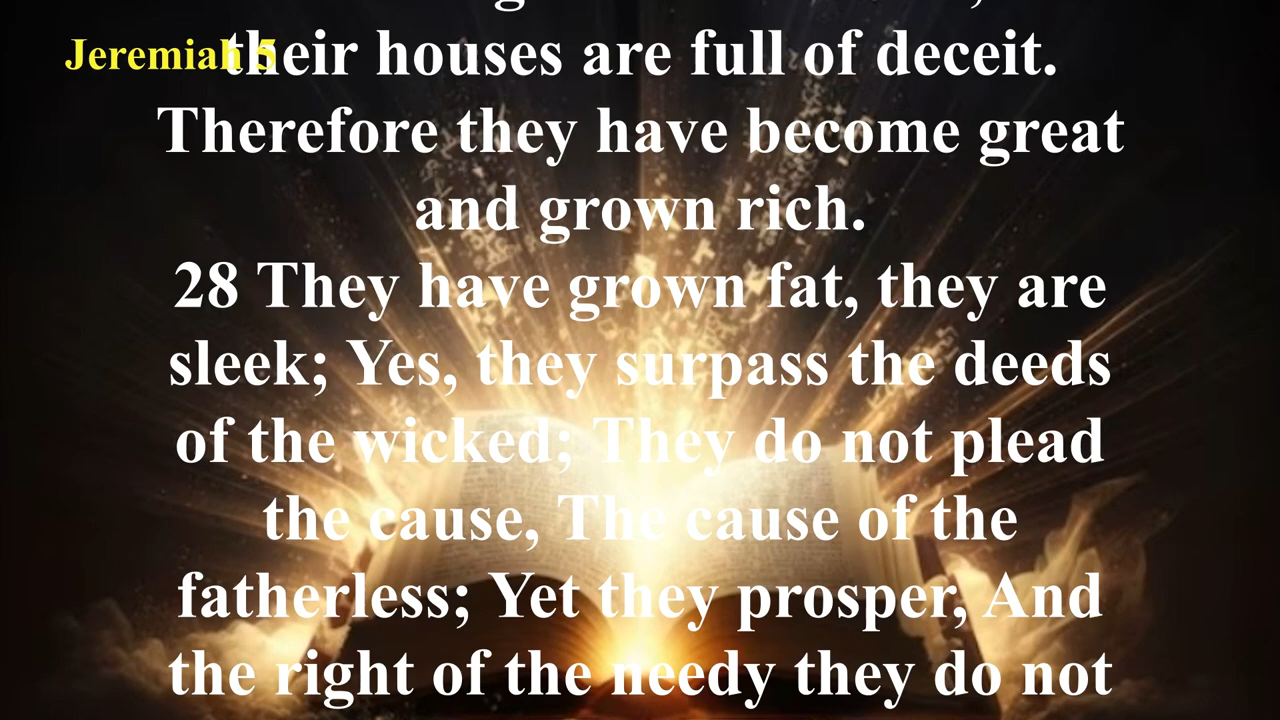 Jeremiah 5
their houses are full of deceit.
Therefore they have become great
and grown rich.
28 They have grown fat, they are
sleek; Yes, they surpass the deeds
of the wicked; They do not plead
the cause, The cause of the
fatherless; Yet they prosper, And
the right of the needy they do not